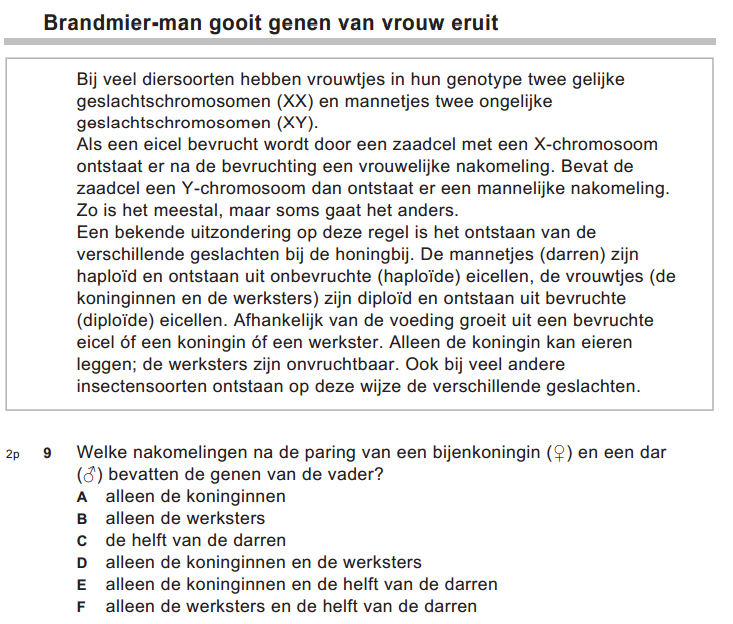 Brandmier-man gooit genen van vrouw eruit
Bij veel diersoorten hebben vrouwtjes in hun genotype twee gelijke
geslachtschromosomen (XX) en mannetjes twee ongelijke
geslachtschromosomen (XY).
Als een eicel bevrucht wordt door een zaadcel met een X-chromosoom
ontstaat er na de bevruchting een vrouwelijke nakomeling. Bevat de
zaadcel een Y-chromosoom dan ontstaat er een mannelijke nakomeling.
Zo is het meestal, maar soms gaat het anders.
Een bekende uitzondering op deze regel is het ontstaan van de
verschillende geslachten bij de honingbij. De mannetjes (darren) zijn
haploïd en ontstaan uit onbevruchte (haploïde) eicellen, de vrouwtjes (de
koninginnen en de werksters) zijn diploïd en ontstaan uit bevruchte
(diploïde) eicellen. Afhankelijk van de voeding groeit uit een bevruchte
eicel óf een koningin óf een werkster. Alleen de koningin kan eieren
leggen; de werksters zijn onvruchtbaar. Ook bij veel andere
insectensoorten ontstaan op deze wijze de verschillende geslachten.
2p 9 Welke nakomelingen na de paring van een bijenkoningin (♀) en een dar
(♂) bevatten de genen van de vader?
A alleen de koninginnen
B alleen de werksters
C de helft van de darren
D alleen de koninginnen en de werksters
E alleen de koninginnen en de helft van de darren
F alleen de werksters en de helft van de darren